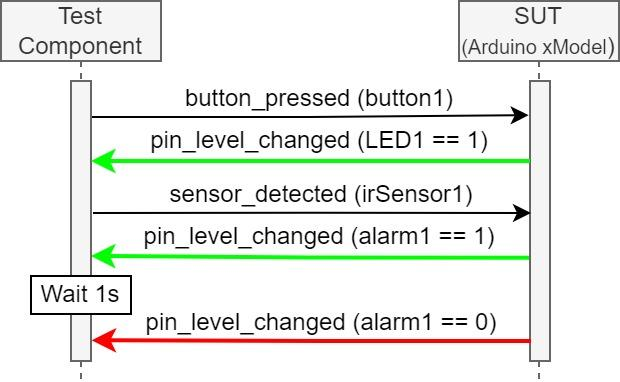 Test
Component
SUT
(Arduino xModel)
button_pressed (button1)
pin_level_changed (LED1 == 1)
sensor_detected (irSensor1)
pin_level_changed (alarm1 == 1)
Wait 1s
pin_level_changed (alarm1 == 0)